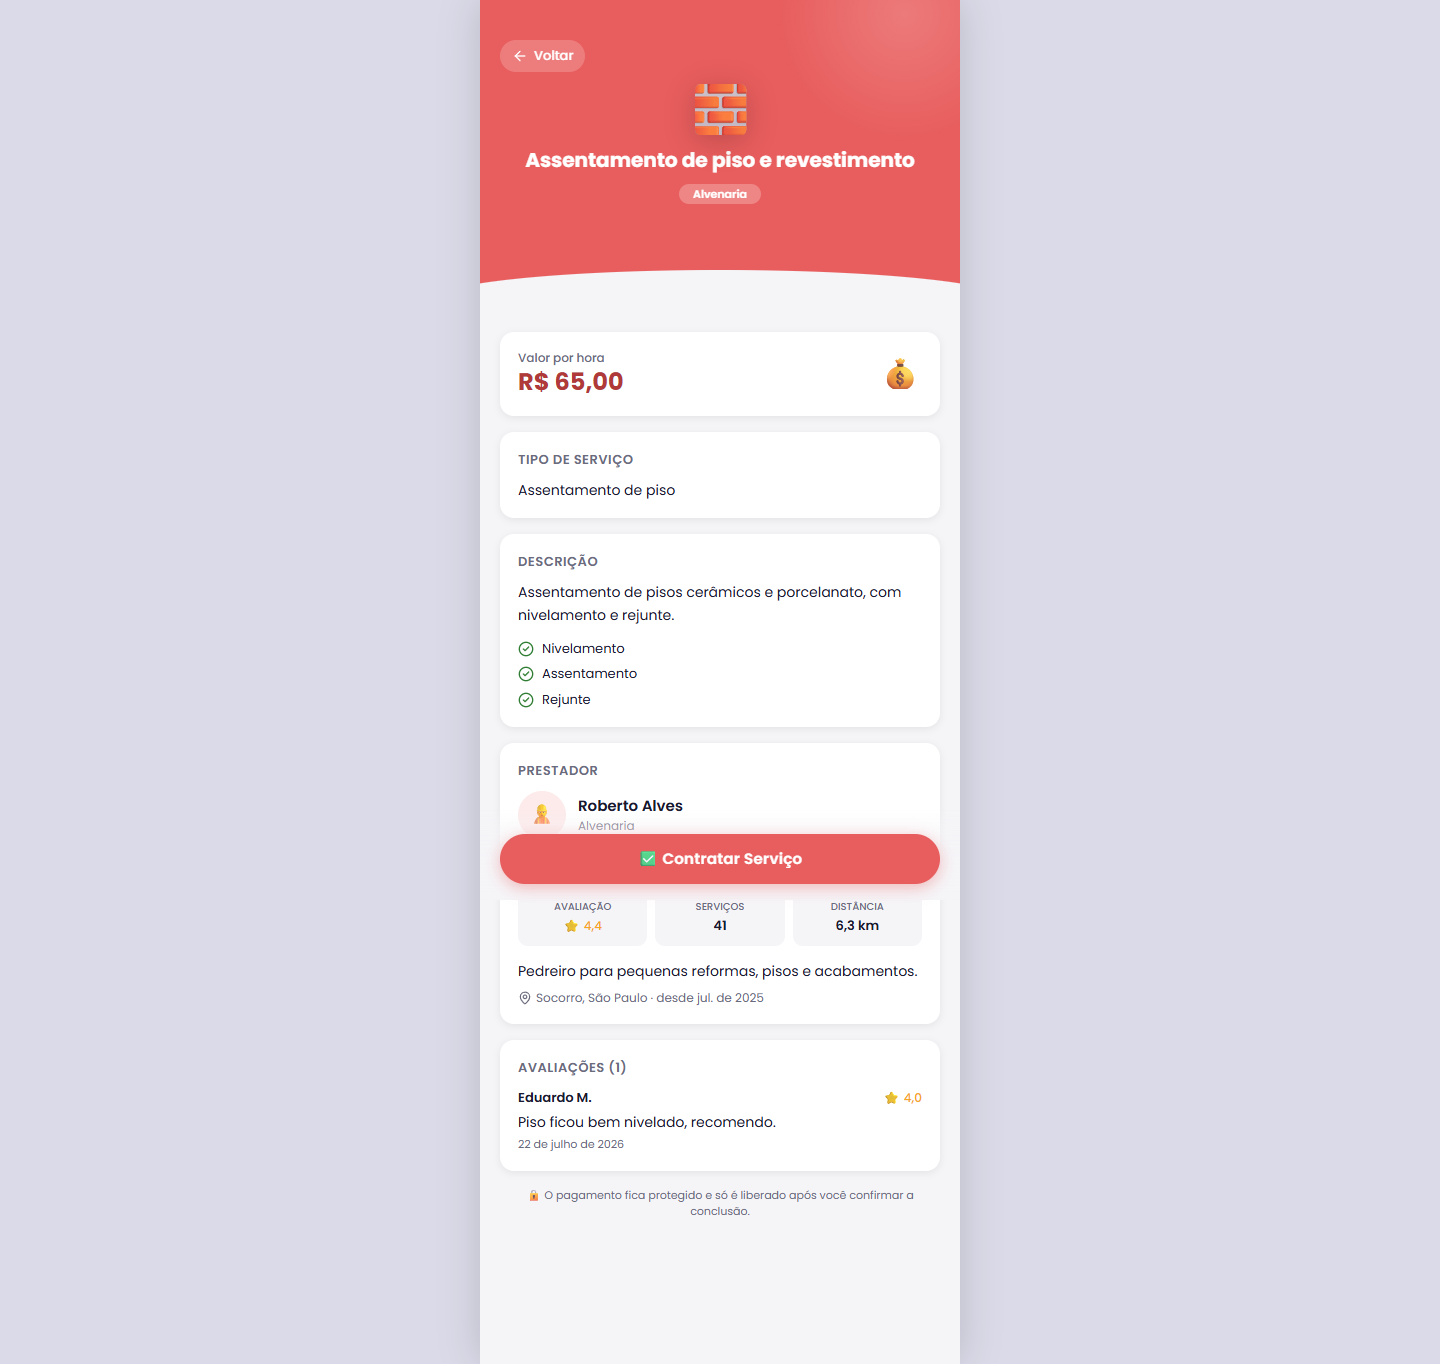 Voltar
Assentamento de piso e revestimento
Alvenaria
Valor por hora
R$ 65,00
TIPO DE SERVIÇO
Assentamento de piso
DESCRIÇÃO
Assentamento de pisos cerâmicos e porcelanato, com
nivelamento e rejunte.
Nivelamento
Assentamento
Rejunte
PRESTADOR
Roberto Alves
Alvenaria
Contratar Serviço
AVALIAÇÃO SERVIÇOS DISTÂNCIA
4,4 41 6,3 km
Pedreiro para pequenas reformas, pisos e acabamentos.
Socorro, São Paulo · desde jul. de 2025
AVALIAÇÕES (1)
Eduardo M. 4,0
Piso ficou bem nivelado, recomendo.
22 de julho de 2026
O pagamento fica protegido e só é liberado após você confirmar a
conclusão.